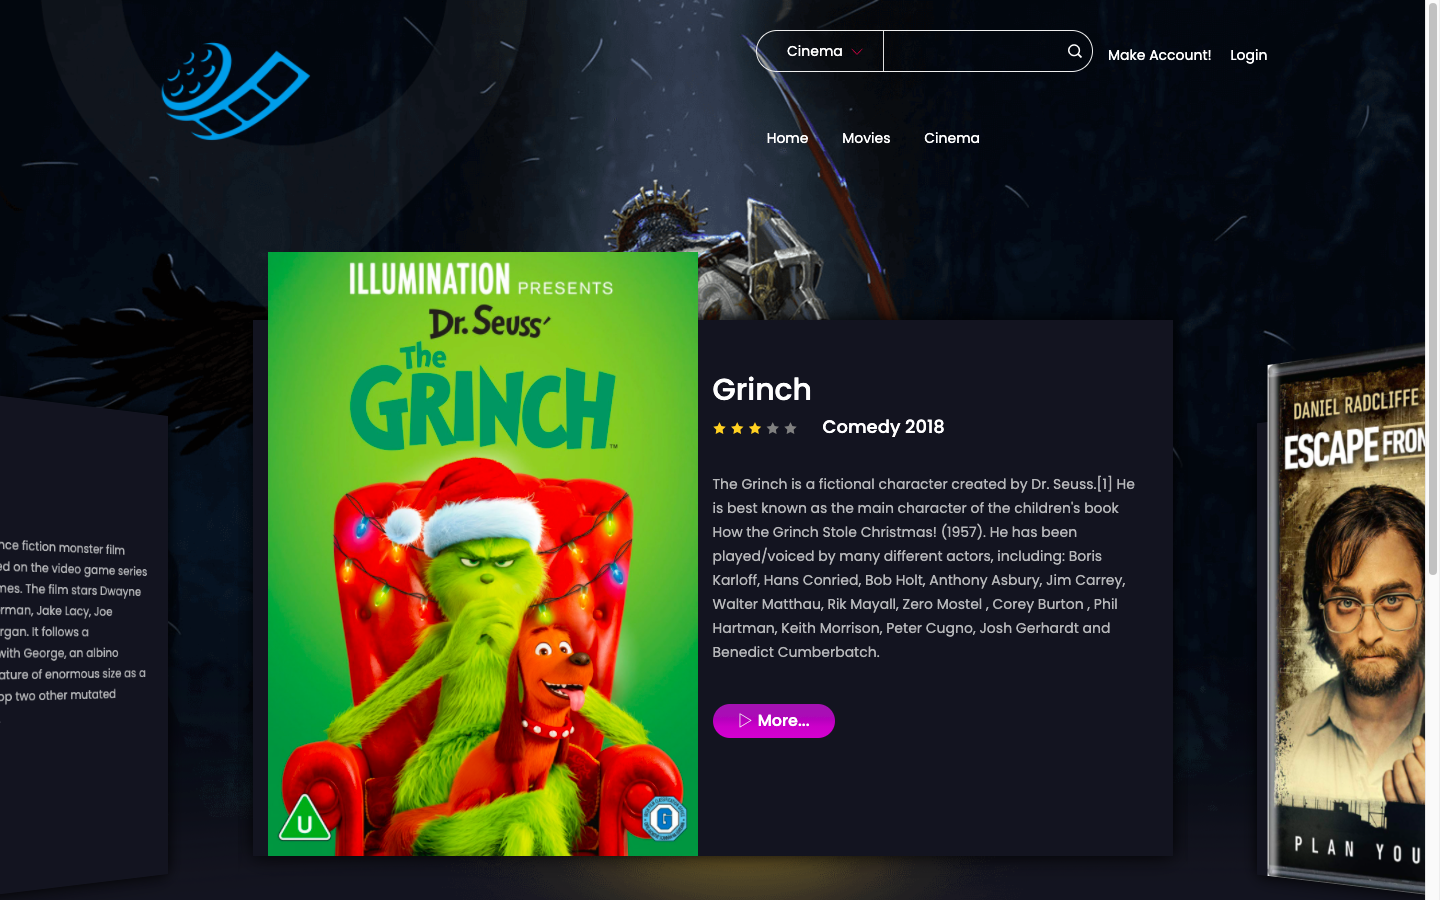 Cinema
Make Account!
Login
Home
Movies
Cinema
ILLUMINATION PRESENTS
Dr. Seuss'
The
GRINCH
™
U
G
Grinch
Comedy 2018
The Grinch is a fictional character created by Dr. Seuss.[1] He
is best known as the main character of the children's book
How the Grinch Stole Christmas! (1957). He has been
played/voiced by many different actors, including: Boris
Karloff, Hans Conried, Bob Holt, Anthony Asbury, Jim Carrey,
Walter Matthau, Rik Mayall, Zero Mostel , Corey Burton , Phil
Hartman, Keith Morrison, Peter Cugno, Josh Gerhardt and
Benedict Cumberbatch.
More...
nce fiction monster film
ed on the video game series
mes. The film stars Dwayne
rman, Jake Lacy, Joe
rgan. It follows a
with George, an albino
ature of enormous size as a
op two other mutated
DANIEL RADCLIFFE
ESCAPE FROM
PLAN YOU